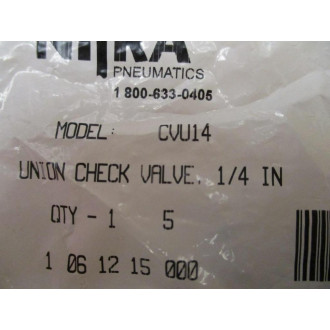 NITRA
PNEUMATICS
1 800-633-0405
MODEL: CVU14
UNION CHECK VALVE, 1/4 IN
QTY - 1 5
1 06 12 15 000